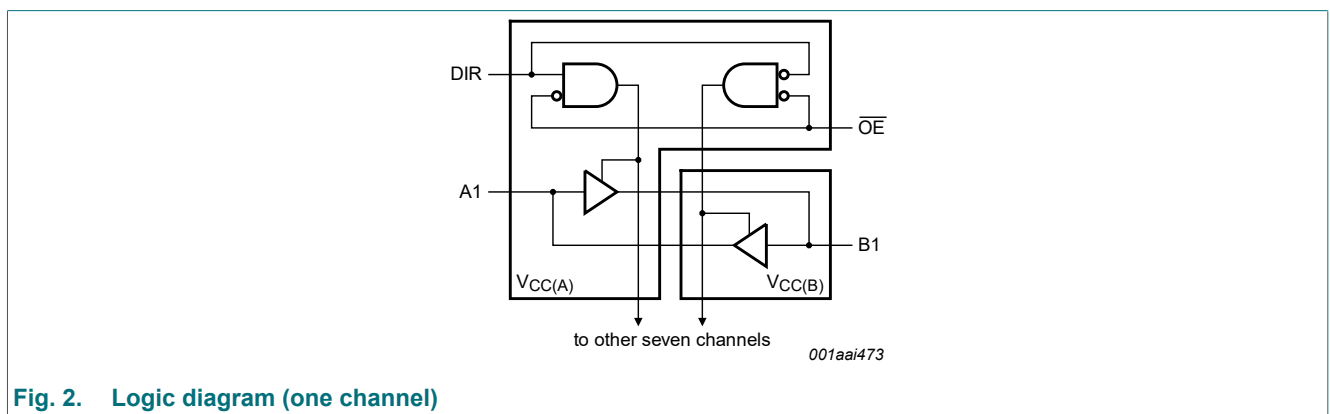 DIR
OE
A1
B1
VCC(A)
VCC(B)
to other seven channels
001aai473
Fig. 2. Logic diagram (one channel)